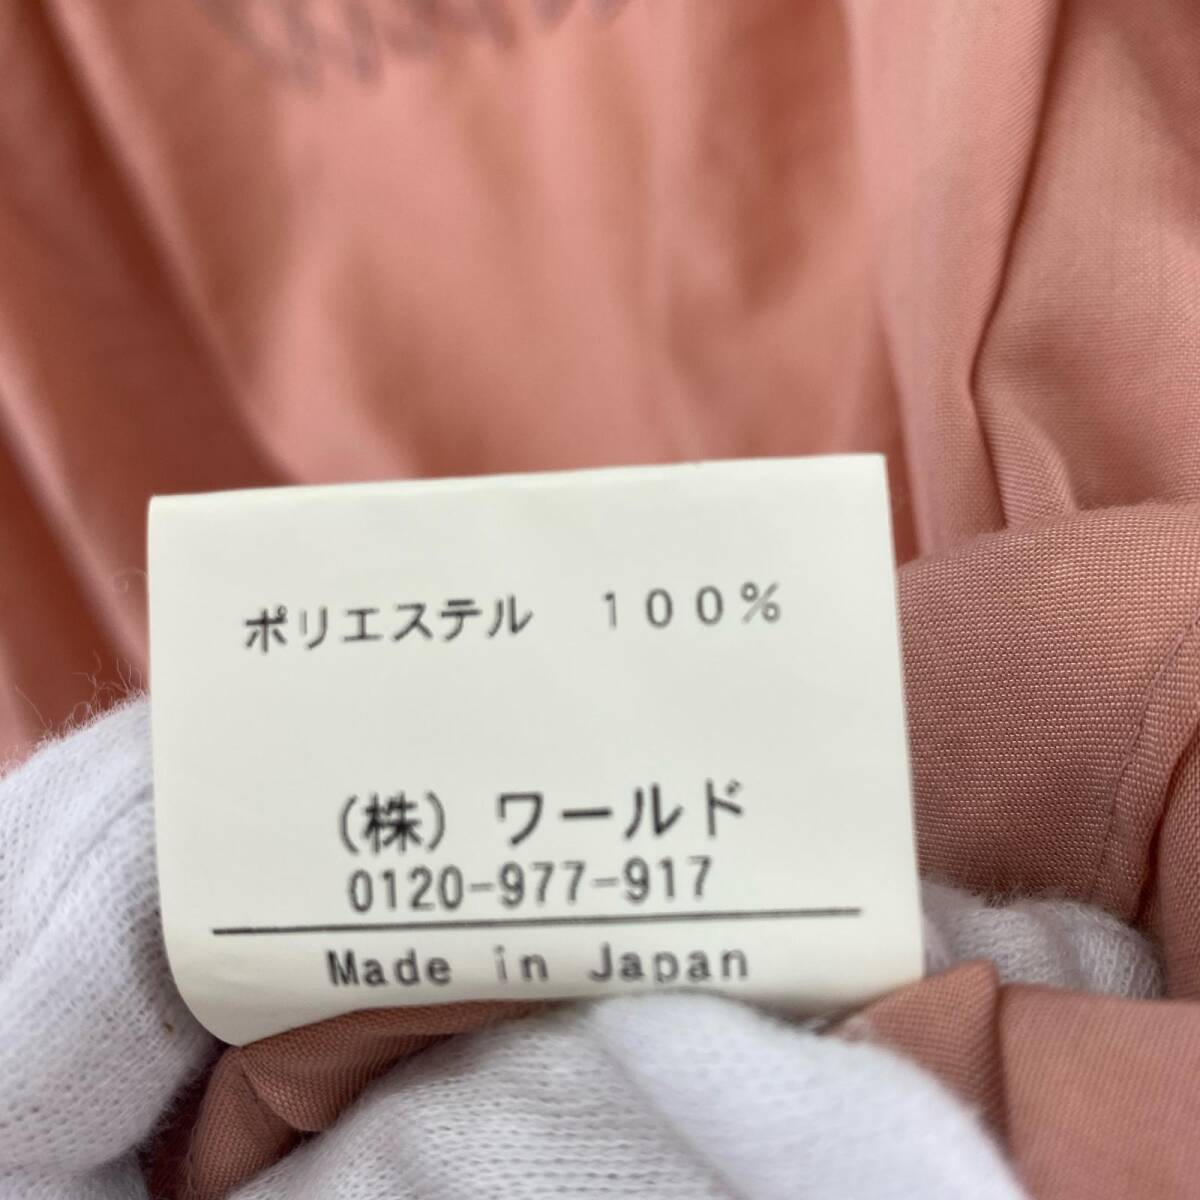 ポリエステル　１００％
（株）ワールド
0120-977-917
Made in Japan